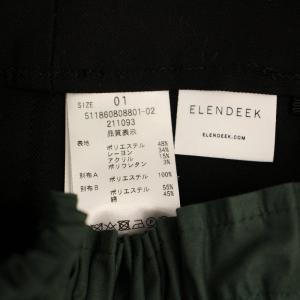 SIZE 01
511860808801-02
211093
品質表示
表地 ポリエステル 48%
レーヨン 34%
アクリル 15%
ポリウレタン 3%
別布A ポリエステル 100%
別布B ポリエステル 55%
綿 45%
ELENDEEK
ELENDEEK.COM